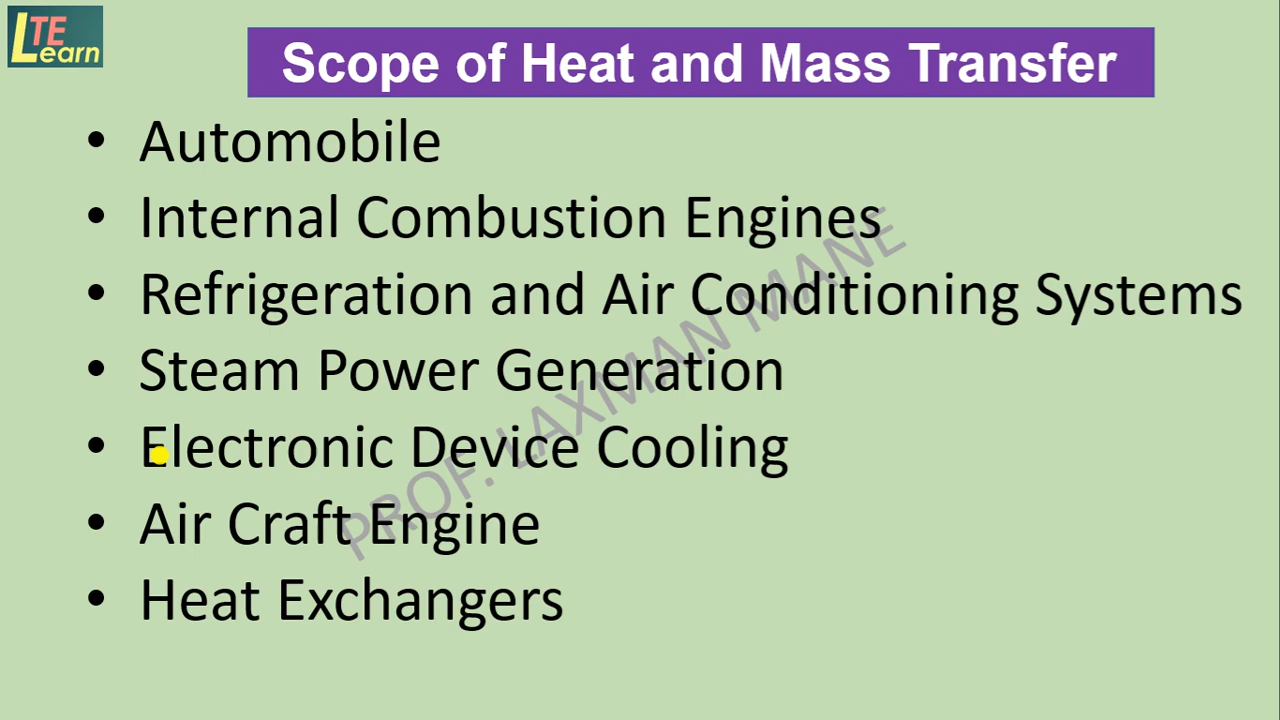 LTE
Learn
Scope of Heat and Mass Transfer
• Automobile
• Internal Combustion Engines
• Refrigeration and Air Conditioning Systems
• Steam Power Generation
• Electronic Device Cooling
• Air Craft Engine
• Heat Exchangers
PROF. LAXMAN MANE